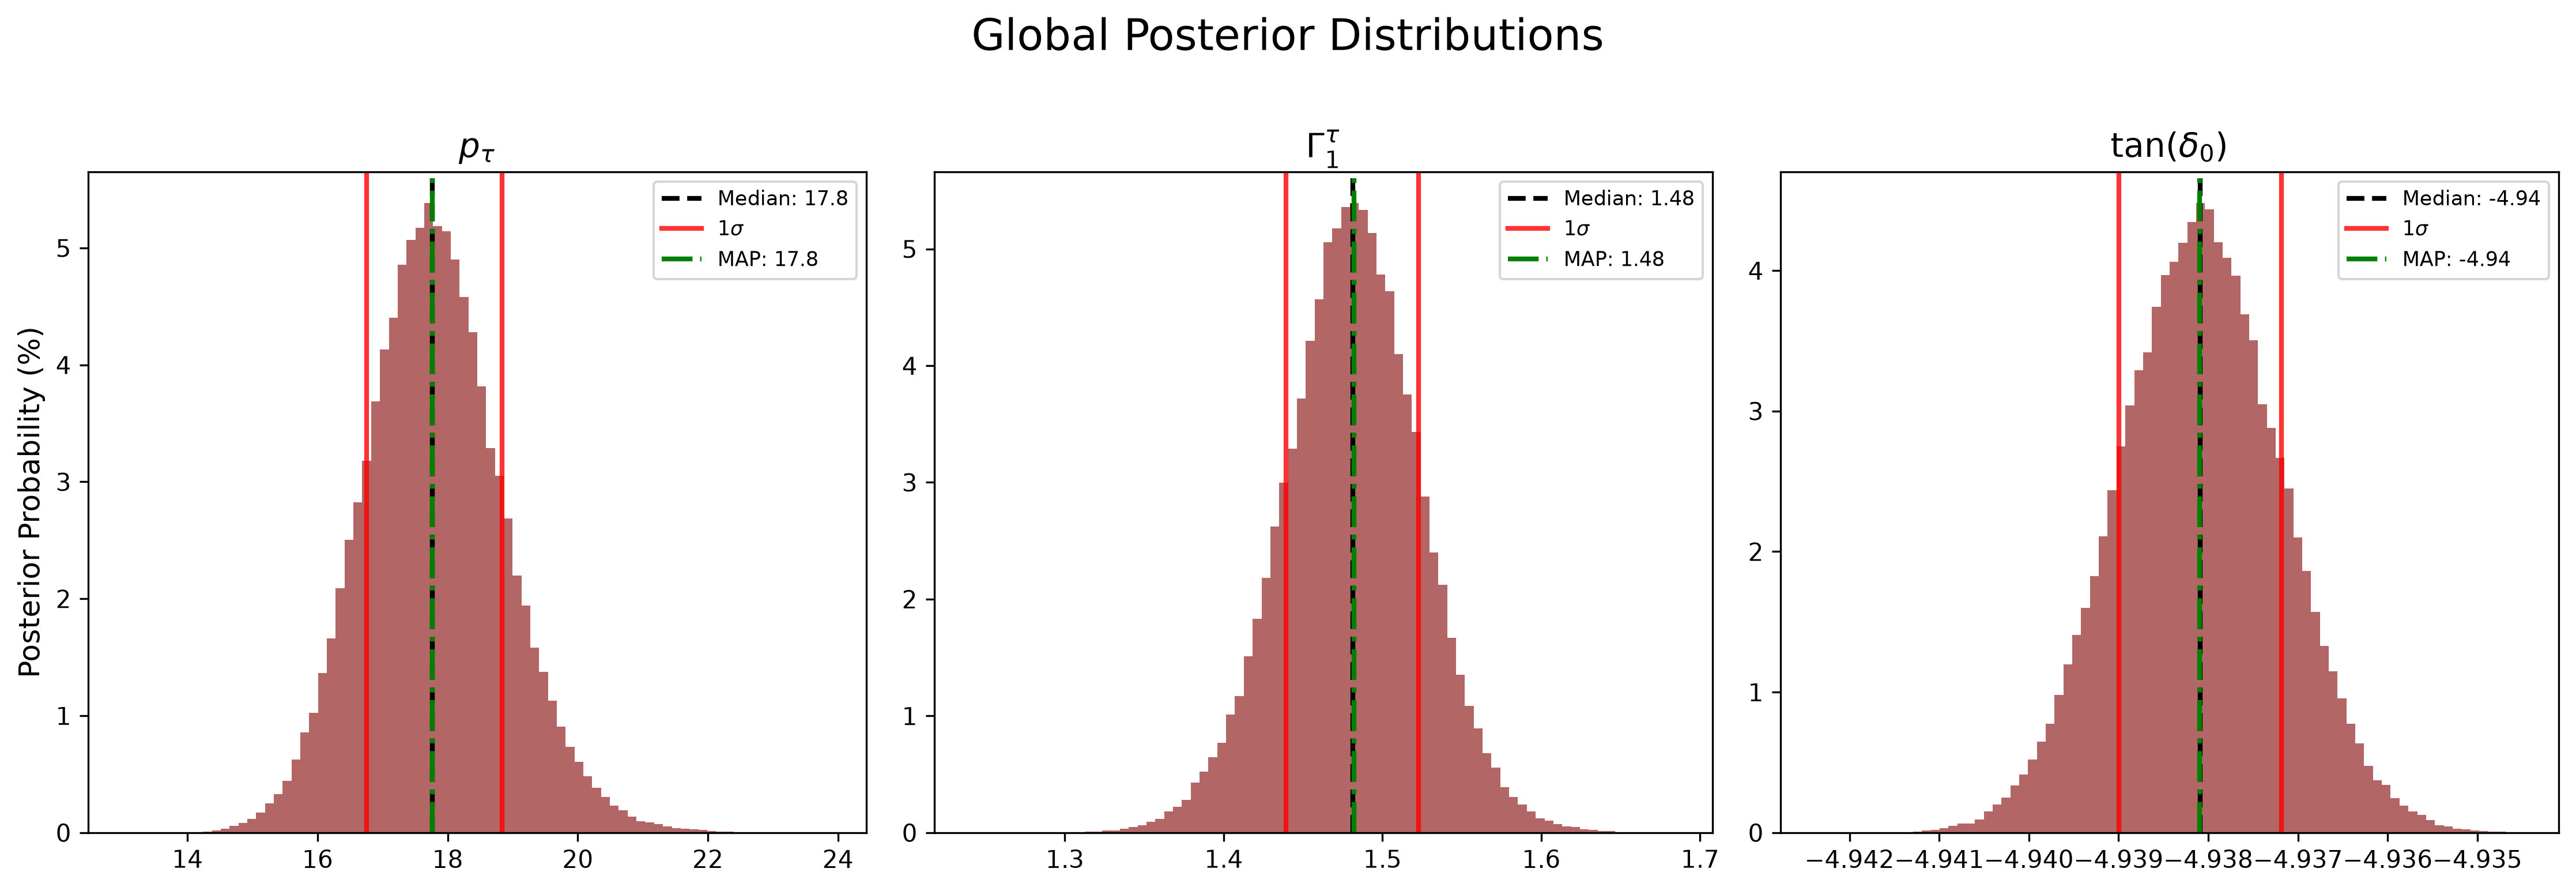 Global Posterior Distributions
p_τ
Median: 17.8
1σ
MAP: 17.8
Posterior Probability (%)
5
4
3
2
1
0
14 16 18 20 22 24
Γ₁^τ
Median: 1.48
1σ
MAP: 1.48
5
4
3
2
1
0
1.3 1.4 1.5 1.6 1.7
tan(δ₀)
Median: -4.94
1σ
MAP: -4.94
4
3
2
1
0
−4.942−4.941−4.940−4.939−4.938−4.937−4.936−4.935